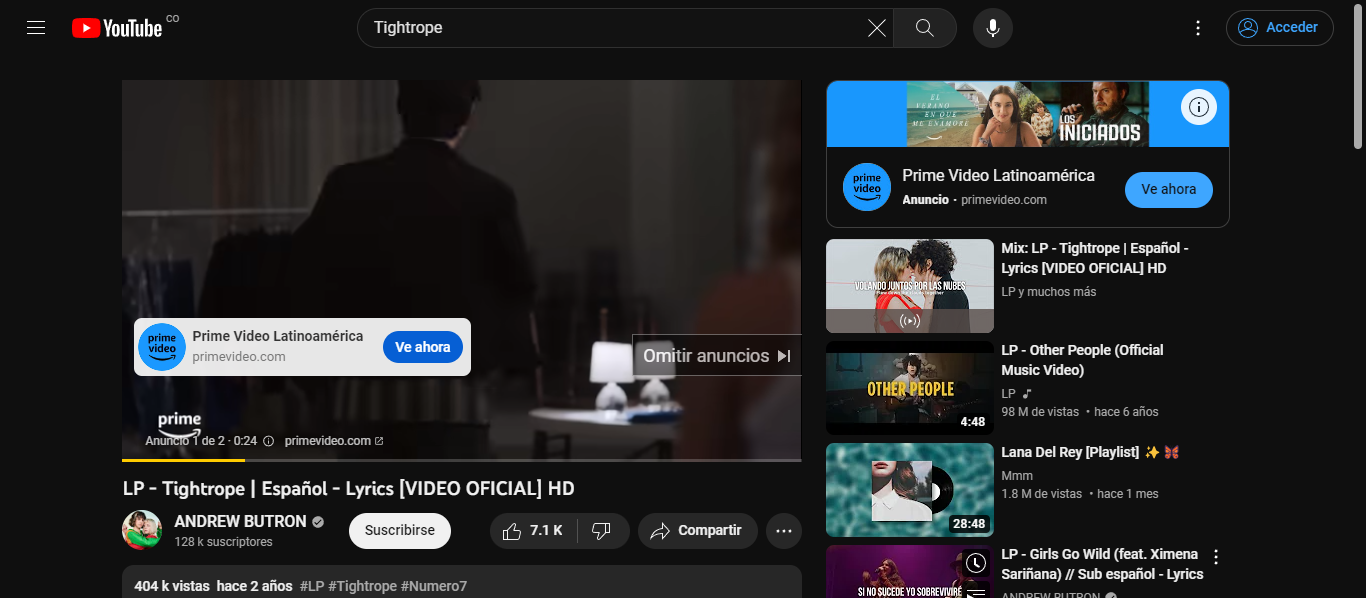 YouTube CO
Tightrope
Acceder
Prime Video Latinoamérica
primevideo.com
prime video
Ve ahora
Omitir anuncios
prime
Anuncio 1 de 2 · 0:24
primevideo.com
LP - Tightrope | Español - Lyrics [VIDEO OFICIAL] HD
ANDREW BUTRON
128 k suscriptores
Suscribirse
7.1 K
Compartir
404 k vistas hace 2 años #LP #Tightrope #Numero7
EL
VERANO
EN QUE
ME ENAMORÉ
LOS
INICIADOS
prime video
Prime Video Latinoamérica
Anuncio · primevideo.com
Ve ahora
VOLANDO JUNTOS POR LAS NUBES
Mix: LP - Tightrope | Español -
Lyrics [VIDEO OFICIAL] HD
LP y muchos más
OTHER PEOPLE
4:48
LP - Other People (Official
Music Video)
LP
98 M de vistas · hace 6 años
28:48
Lana Del Rey [Playlist] ✨ 🦋
Mmm
1.8 M de vistas · hace 1 mes
SI NO SUCEDE YO SOBREVIVIRÉ
LP - Girls Go Wild (feat. Ximena
Sariñana) // Sub español - Lyrics
ANDREW BUTRON